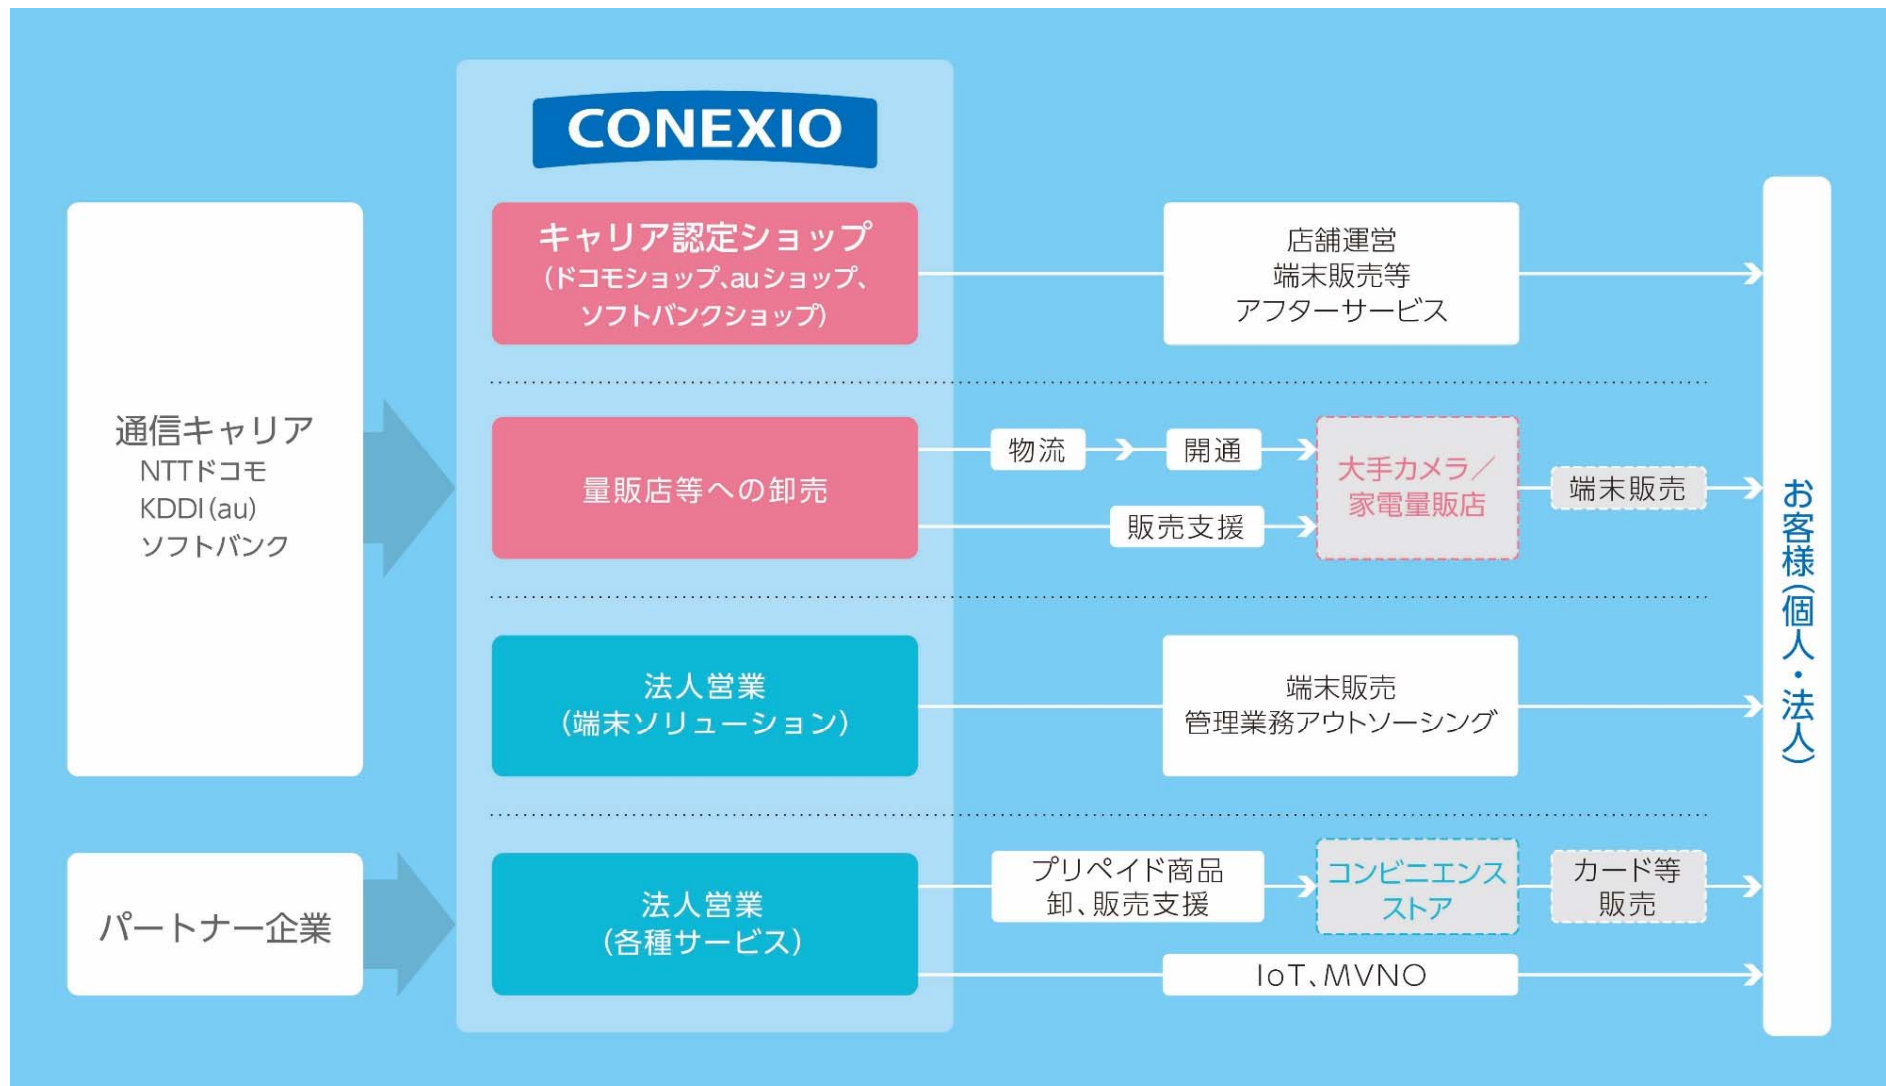 CONEXIO
通信キャリア
NTTドコモ
KDDI(au)
ソフトバンク
キャリア認定ショップ
(ドコモショップ、auショップ、
ソフトバンクショップ)
店舗運営
端末販売等
アフターサービス
量販店等への卸売
物流
開通
販売支援
大手カメラ／
家電量販店
端末販売
法人営業
(端末ソリューション)
端末販売
管理業務アウトソーシング
パートナー企業
法人営業
(各種サービス)
プリペイド商品
卸、販売支援
コンビニエンス
ストア
カード等
販売
IoT、MVNO
お客様(個人・法人)